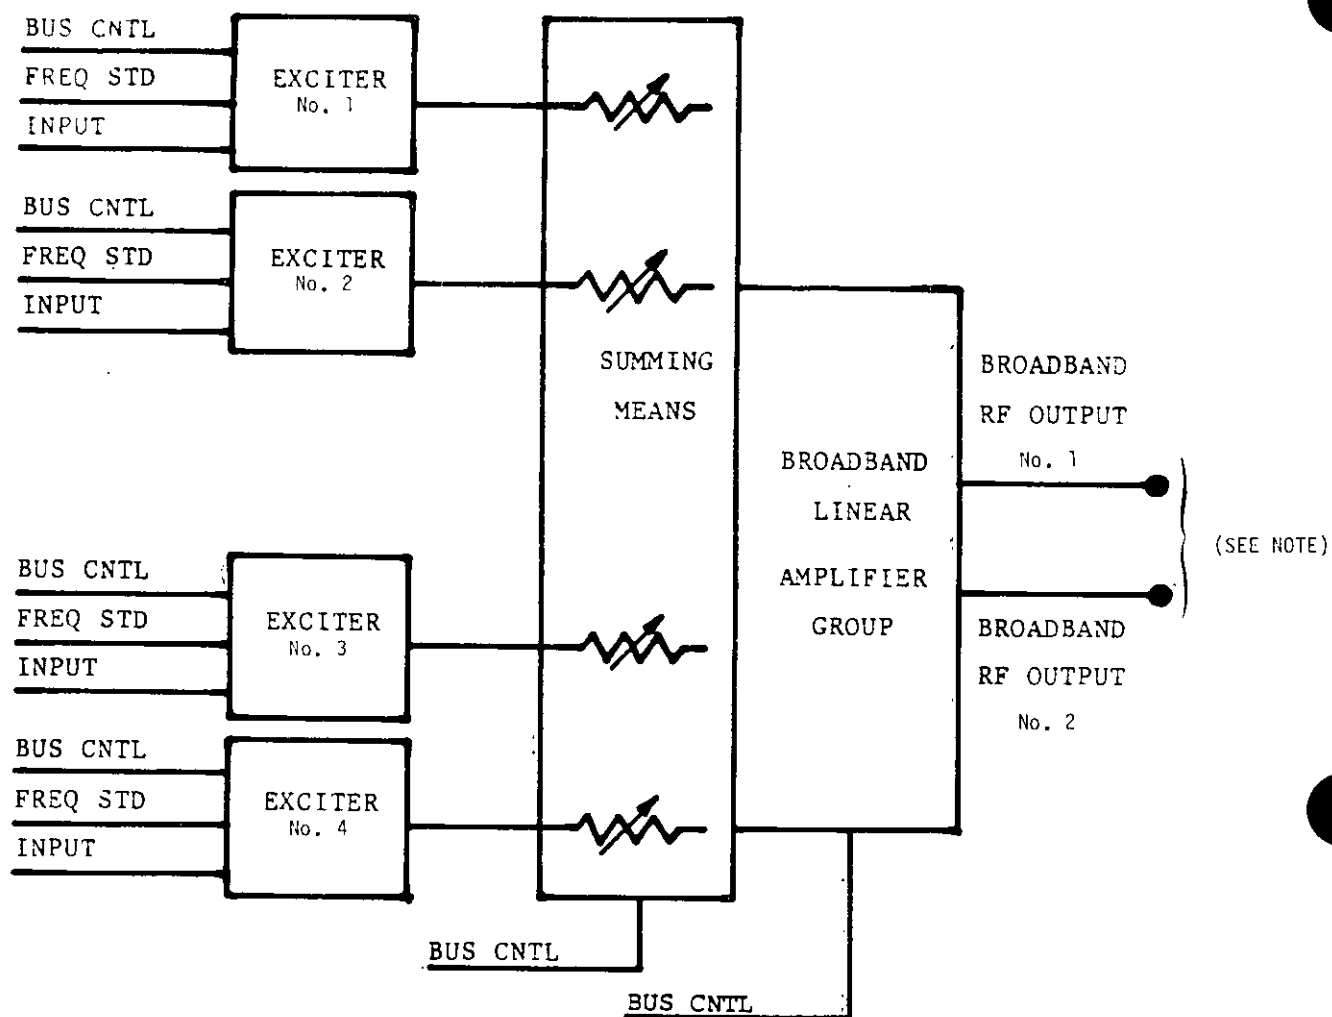 BUS CNTL
FREQ STD
INPUT
EXCITER
No. 1
BUS CNTL
FREQ STD
INPUT
EXCITER
No. 2
SUMMING
MEANS
BROADBAND
RF OUTPUT
No. 1
BROADBAND
LINEAR
AMPLIFIER
GROUP
(SEE NOTE)
BROADBAND
RF OUTPUT
No. 2
BUS CNTL
FREQ STD
INPUT
EXCITER
No. 3
BUS CNTL
FREQ STD
INPUT
EXCITER
No. 4
BUS CNTL
BUS CNTL